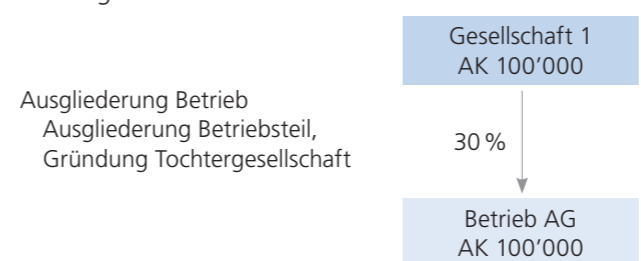 Gesellschaft 1
AK 100’000
Ausgliederung Betrieb
Ausgliederung Betriebsteil,
Gründung Tochtergesellschaft
30 %
Betrieb AG
AK 100’000